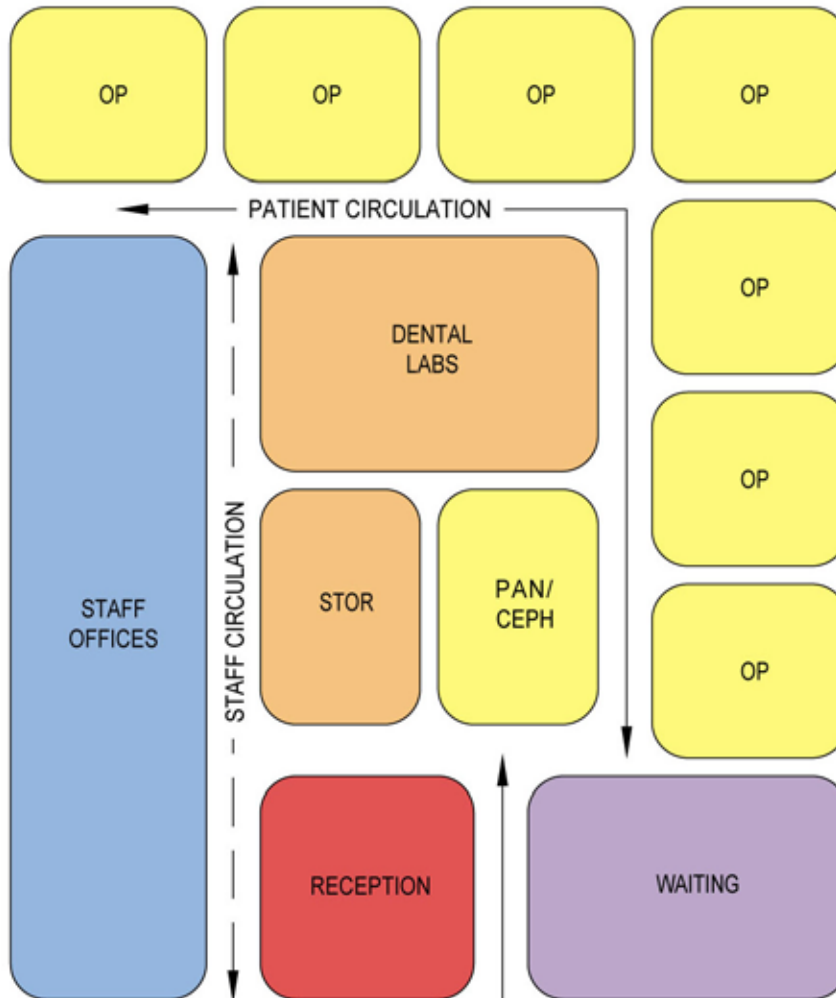 OP
OP
OP
OP
PATIENT CIRCULATION
OP
DENTAL
LABS
OP
STAFF CIRCULATION
STOR
PAN/
CEPH
STAFF
OFFICES
OP
RECEPTION
WAITING